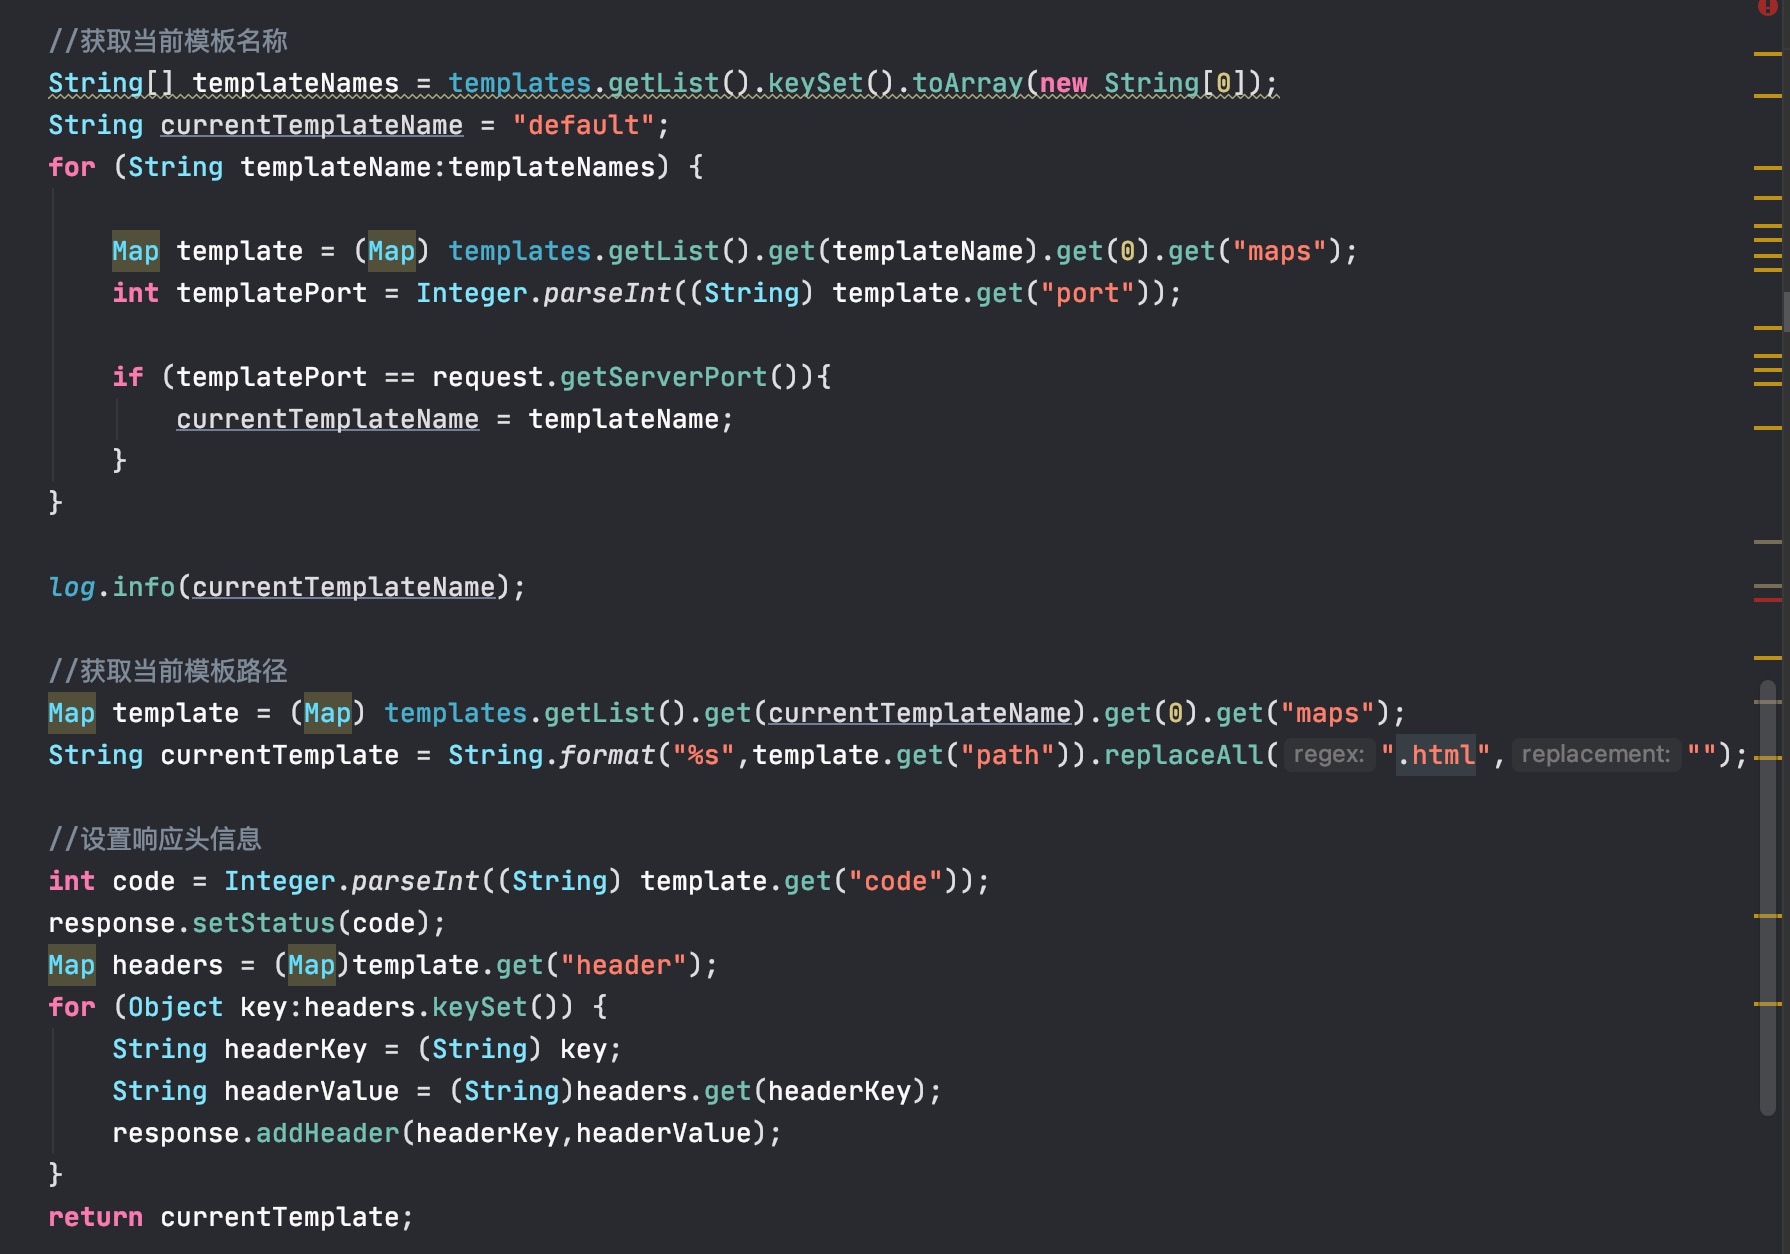 //获取当前模板名称
String[] templateNames = templates.getList().keySet().toArray(new String[0]);
String currentTemplateName = "default";
for (String templateName:templateNames) {
Map template = (Map) templates.getList().get(templateName).get(0).get("maps");
int templatePort = Integer.parseInt((String) template.get("port"));
if (templatePort == request.getServerPort()){
currentTemplateName = templateName;
}
}
log.info(currentTemplateName);
//获取当前模板路径
Map template = (Map) templates.getList().get(currentTemplateName).get(0).get("maps");
String currentTemplate = String.format("%s",template.get("path")).replaceAll( regex: ".html", replacement: "");
//设置响应头信息
int code = Integer.parseInt((String) template.get("code"));
response.setStatus(code);
Map headers = (Map)template.get("header");
for (Object key:headers.keySet()) {
String headerKey = (String) key;
String headerValue = (String)headers.get(headerKey);
response.addHeader(headerKey,headerValue);
}
return currentTemplate;